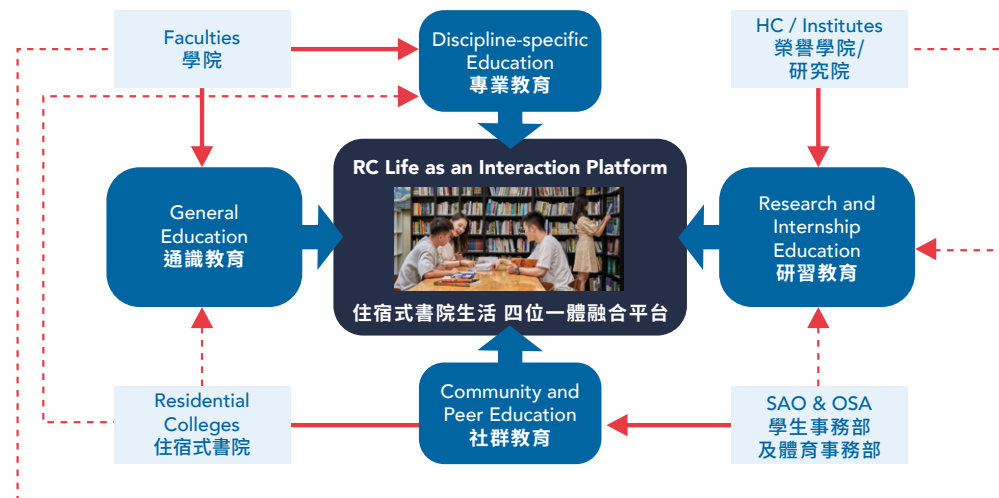 Faculties
學院
Discipline-specific
Education
專業教育
HC / Institutes
榮譽學院/
研究院
RC Life as an Interaction Platform
General
Education
通識教育
Research and
Internship
Education
研習教育
住宿式書院生活 四位一體融合平台
Residential
Colleges
住宿式書院
Community and
Peer Education
社群教育
SAO & OSA
學生事務部
及體育事務部